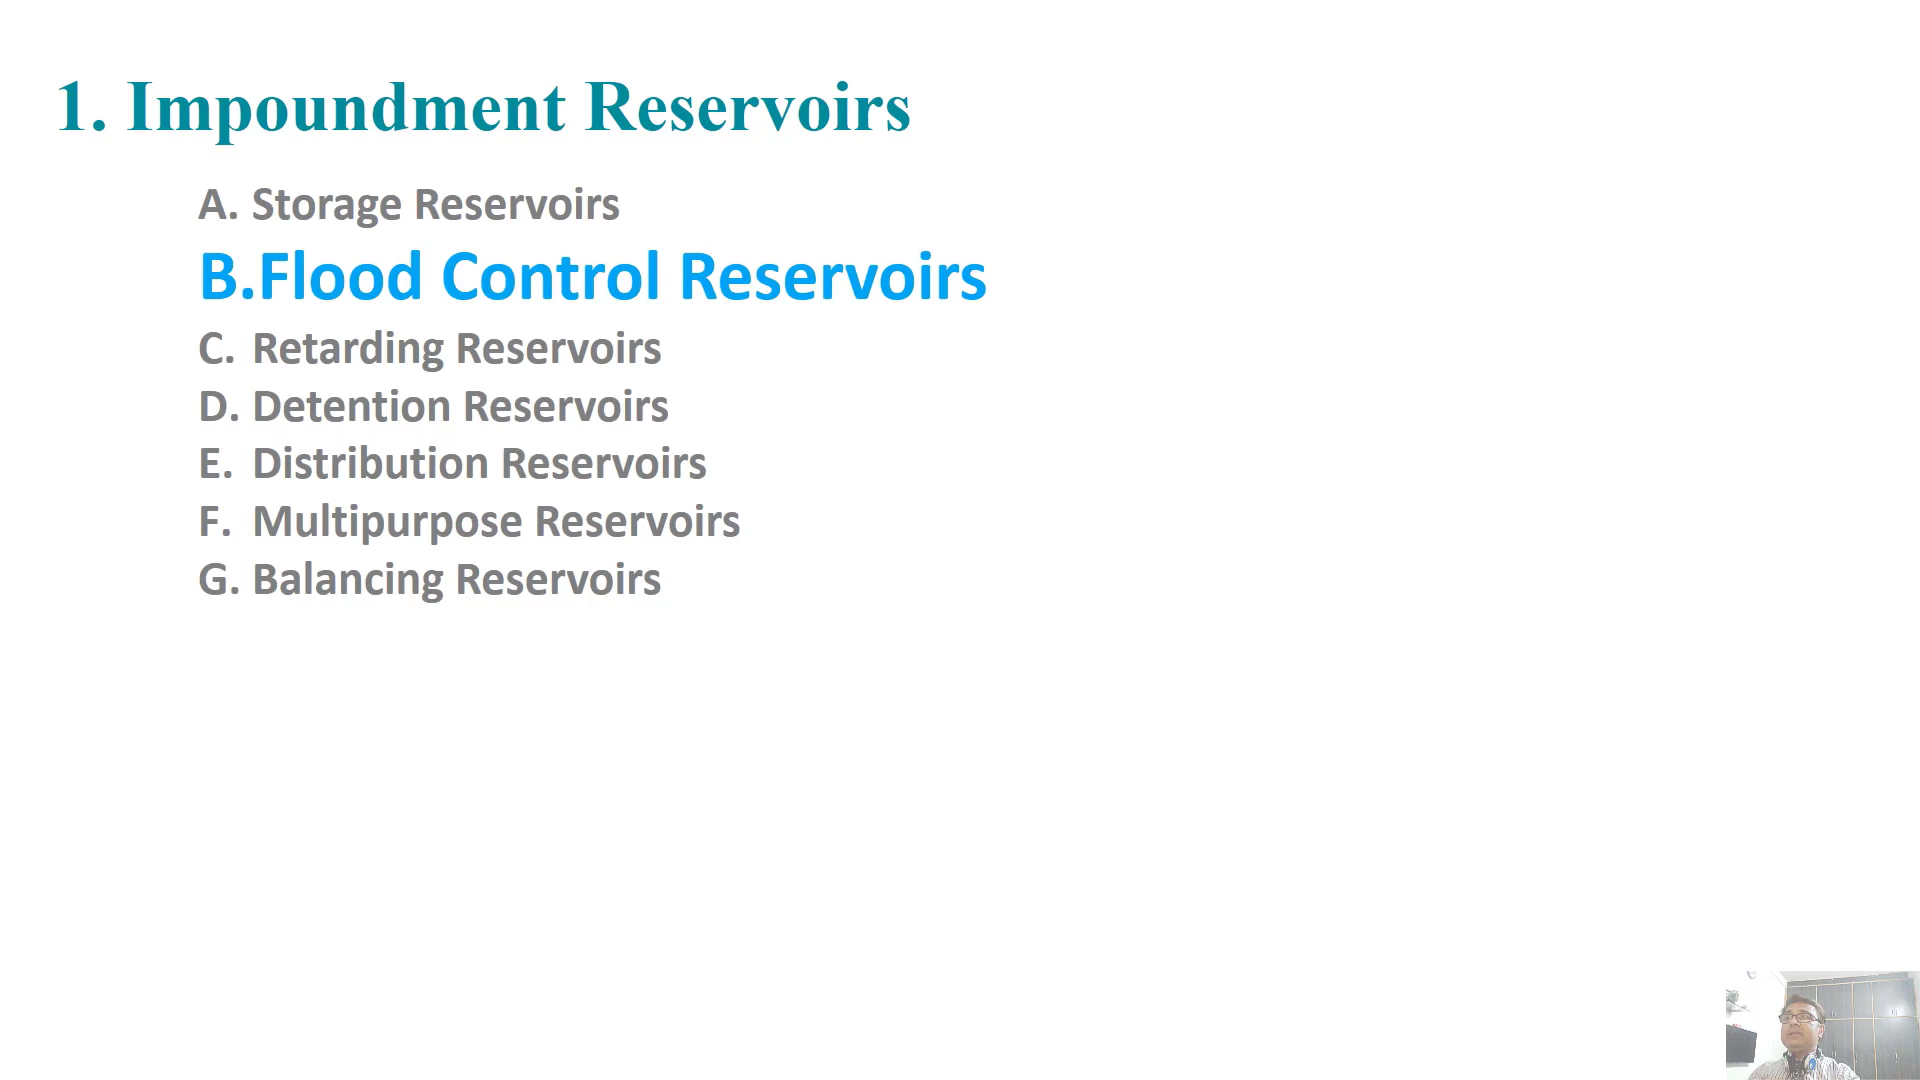 1. Impoundment Reservoirs
A. Storage Reservoirs
B.Flood Control Reservoirs
C. Retarding Reservoirs
D. Detention Reservoirs
E. Distribution Reservoirs
F. Multipurpose Reservoirs
G. Balancing Reservoirs